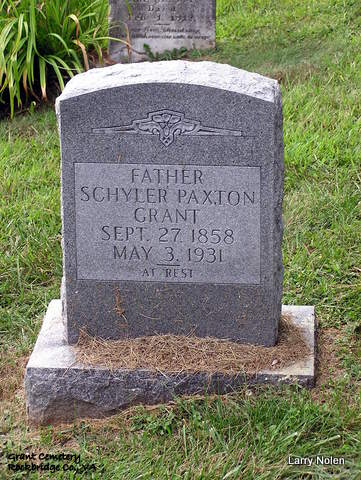 FATHER
SCHYLER PAXTON
GRANT
SEPT. 27 1858
MAY 3, 1931
AT REST
Grant Cemetery
Rockbridge Co., VA
Larry Nolen